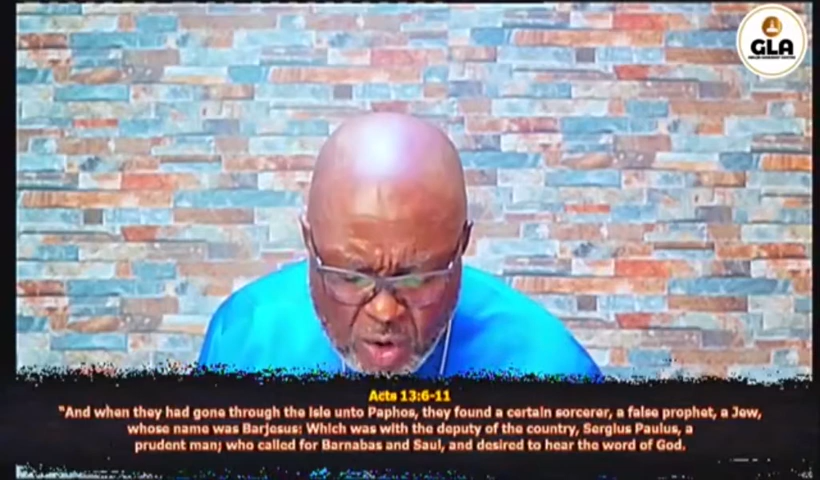 GLA
Acts 13:6-11
"And when they had gone through the isle unto Paphos, they found a certain sorcerer, a false prophet, a Jew,
whose name was Barjesus: Which was with the deputy of the country, Sergius Paulus, a
prudent man; who called for Barnabas and Saul, and desired to hear the word of God.